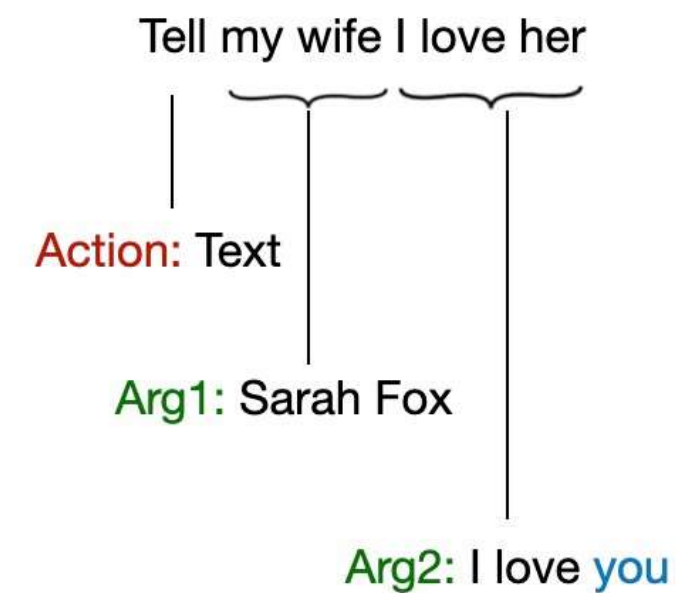 Tell my wife I love her
Action: Text
Arg1: Sarah Fox
Arg2: I love you